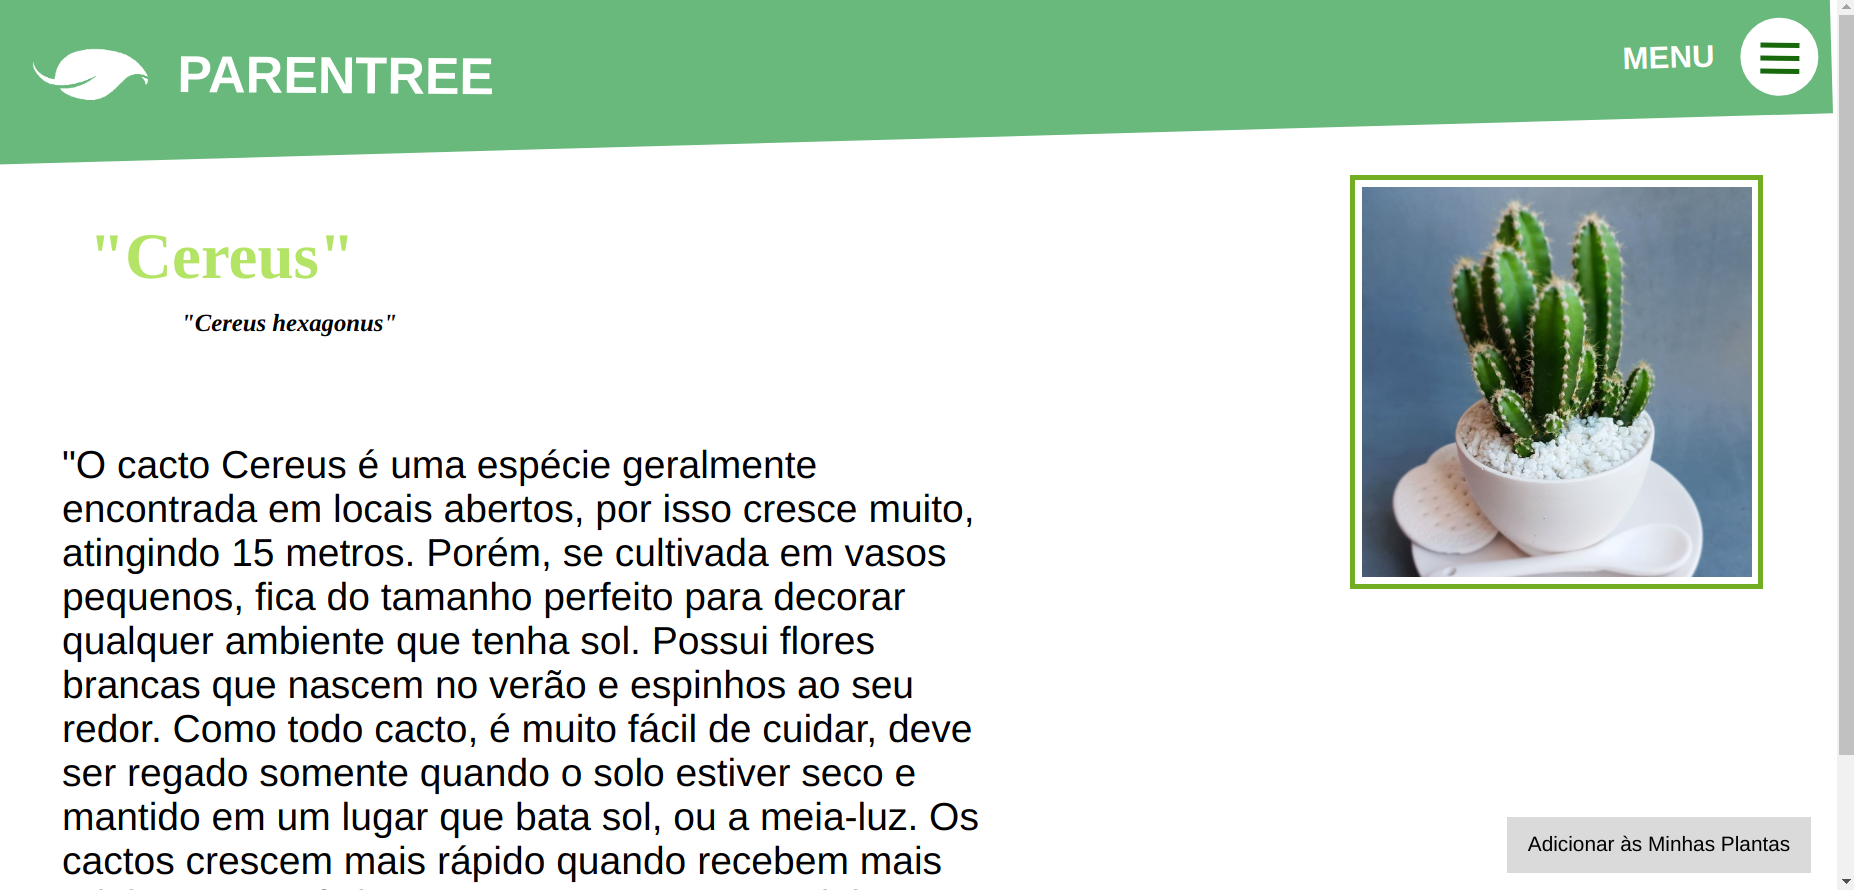 PARENTREE
MENU
"Cereus"
"Cereus hexagonus"
"O cacto Cereus é uma espécie geralmente
encontrada em locais abertos, por isso cresce muito,
atingindo 15 metros. Porém, se cultivada em vasos
pequenos, fica do tamanho perfeito para decorar
qualquer ambiente que tenha sol. Possui flores
brancas que nascem no verão e espinhos ao seu
redor. Como todo cacto, é muito fácil de cuidar, deve
ser regado somente quando o solo estiver seco e
mantido em um lugar que bata sol, ou a meia-luz. Os
cactos crescem mais rápido quando recebem mais
Adicionar às Minhas Plantas